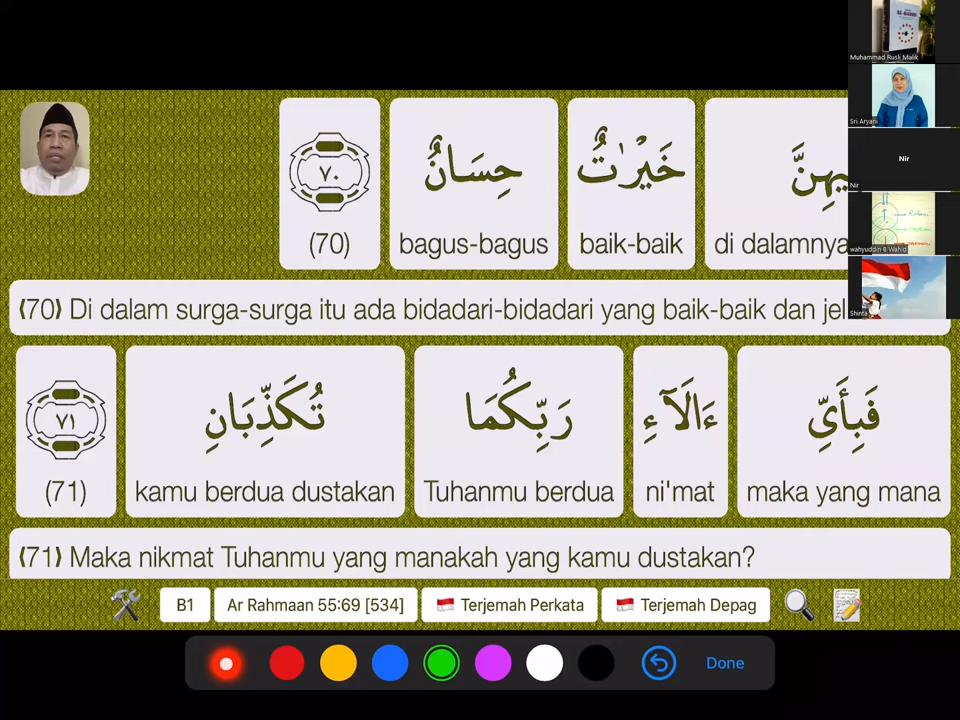 حِسَانٌ خَيْرَٰتٌ
٧٠
(70) bagus-bagus baik-baik di dalamnya
(70) Di dalam surga-surga itu ada bidadari-bidadari yang baik-baik dan jel
فَبِأَيِّ ءَالَآءِ رَبِّكُمَا تُكَذِّبَانِ
٧١
(71) kamu berdua dustakan Tuhanmu berdua ni'mat maka yang mana
(71) Maka nikmat Tuhanmu yang manakah yang kamu dustakan?
B1 Ar Rahmaan 55:69 [534] Terjemah Perkata Terjemah Depag
Done
Muhammad Rusli Malik
Sri Aryani
Nir
Nir
wahyuddin B Wahid
Shinta